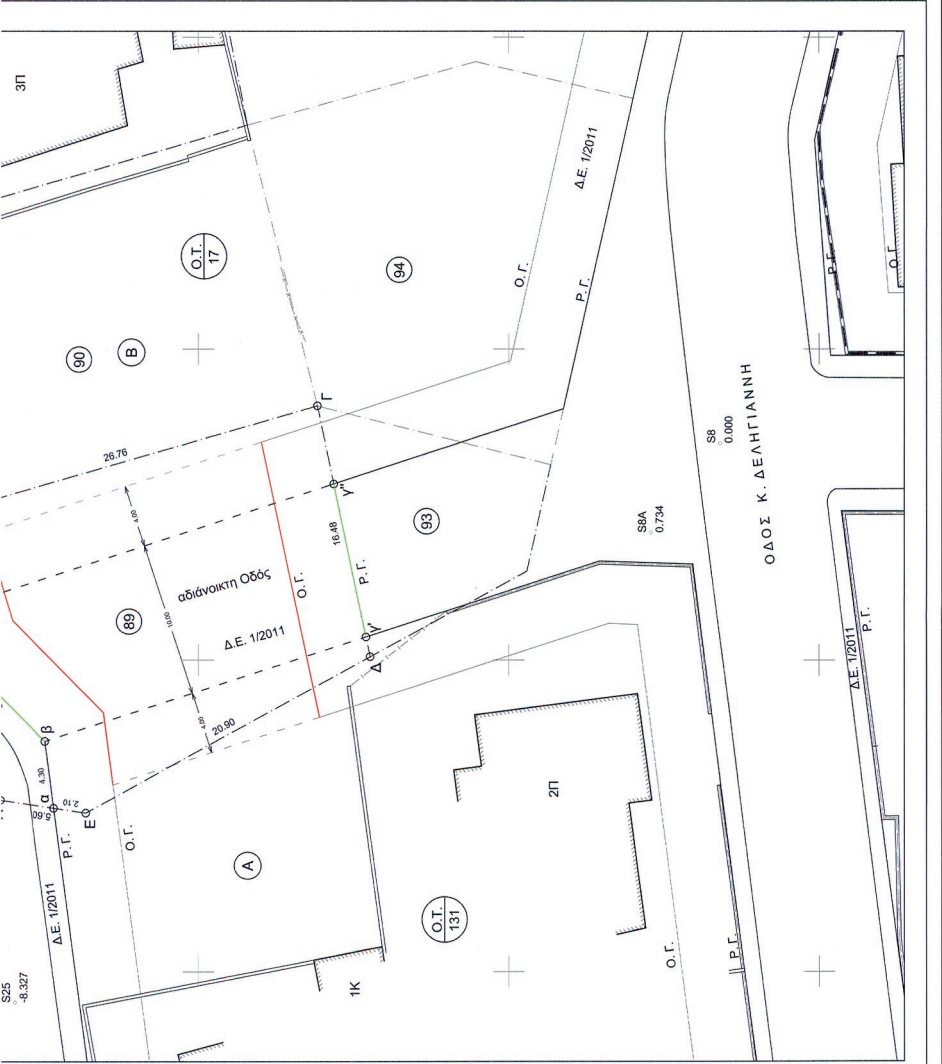 3Π
Ο.Τ.
17
94
Δ.Ε. 1/2011
Ο. Γ.
Ρ. Γ.
90
Β
Γ
26.76
γ''
4.00
16.48
Ρ. Γ.
93
10.00
αδιάνοικτη Οδός
Ο. Γ.
89
Δ.Ε. 1/2011
γ'
Δ
4.00
20.90
β
4.30
α
2.10
5.60
Ε
Ρ. Γ.
Ο. Γ.
Δ.Ε. 1/2011
Α
Ο.Τ.
131
2Π
1Κ
S25
-8.327
Ο. Γ.
Ρ. Γ.
S8A
0.734
S8
0.000
ΟΔΟΣ Κ. ΔΕΛΗΓΙΑΝΝΗ
Ρ. Γ.
Ο. Γ.
Δ.Ε. 1/2011
Ρ. Γ.